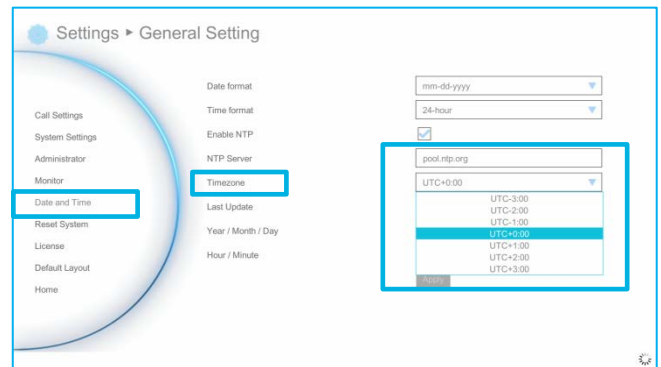 Settings ▸ General Setting
Call Settings
System Settings
Administrator
Monitor
Date and Time
Reset System
License
Default Layout
Home
Date format
mm-dd-yyyy
Time format
24-hour
Enable NTP
NTP Server
pool.ntp.org
Timezone
UTC+0:00
Last Update
Year / Month / Day
Hour / Minute
UTC-3:00
UTC-2:00
UTC-1:00
UTC+0:00
UTC+1:00
UTC+2:00
UTC+3:00
Apply